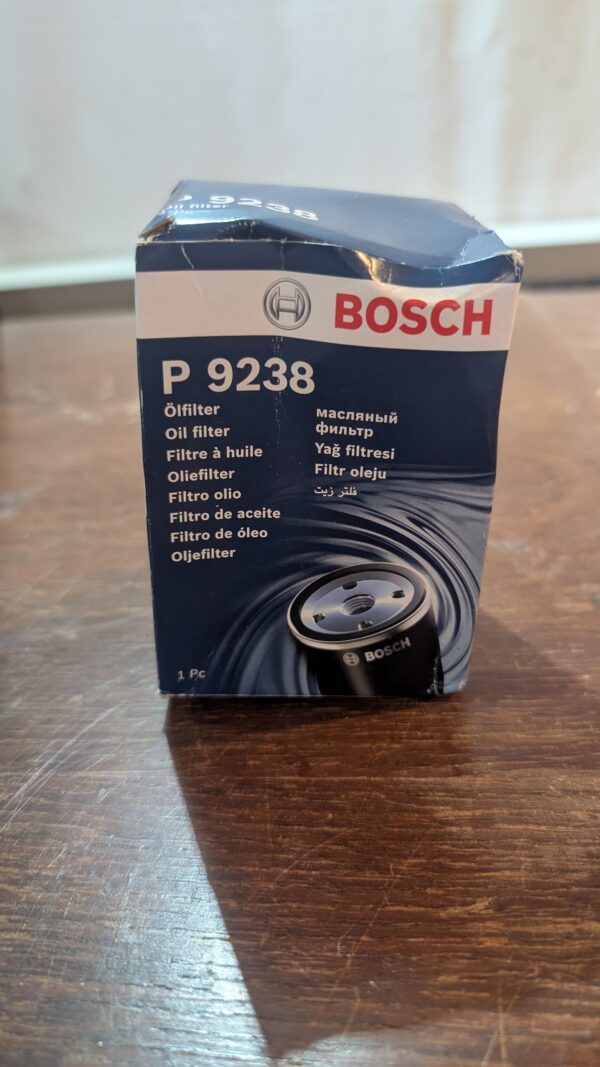 P 9238
Oil filter
BOSCH
P 9238
Ölfilter
Oil filter
Filtre à huile
Oliefilter
Filtro olio
Filtro de aceite
Filtro de óleo
Oljefilter
масляный
фильтр
Yağ filtresi
Filtr oleju
فلتر زيت
BOSCH
1 Pc